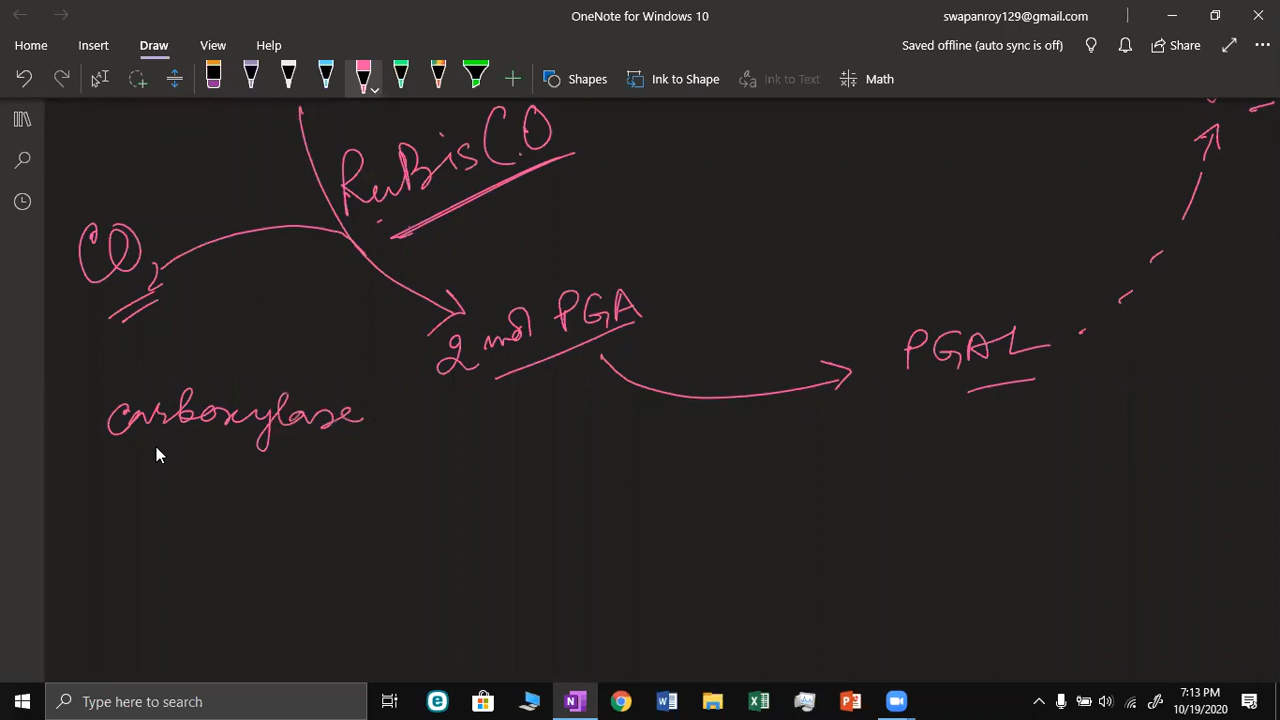 OneNote for Windows 10
swapanroy129@gmail.com
Home Insert Draw View Help
Saved offline (auto sync is off)
Share
Shapes
Ink to Shape
Ink to Text
Math
RuBisC.O
CO2
2 mol PGA
PGAL
carboxylase
Type here to search
7:13 PM
10/19/2020